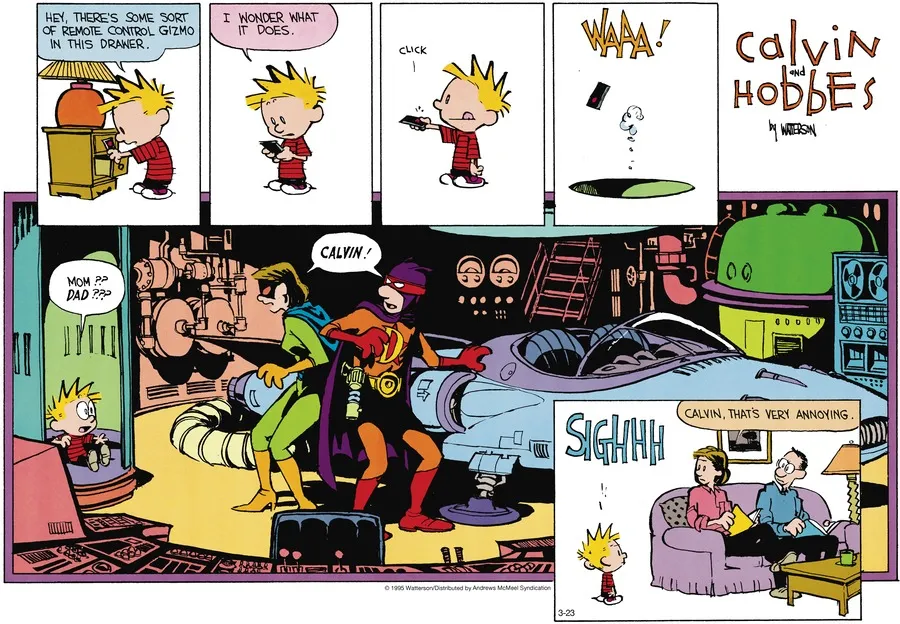 HEY, THERE'S SOME SORT
OF REMOTE CONTROL GIZMO
IN THIS DRAWER.
I WONDER WHAT
IT DOES.
CLICK
WAAA!
CALVIN
and
HOBBES
by WATTERSON
MOM??
DAD???
CALVIN!
D
SIGHHH
CALVIN, THAT'S VERY ANNOYING.
3-23
© 1995 Watterson/Distributed by Andrews McMeel Syndication